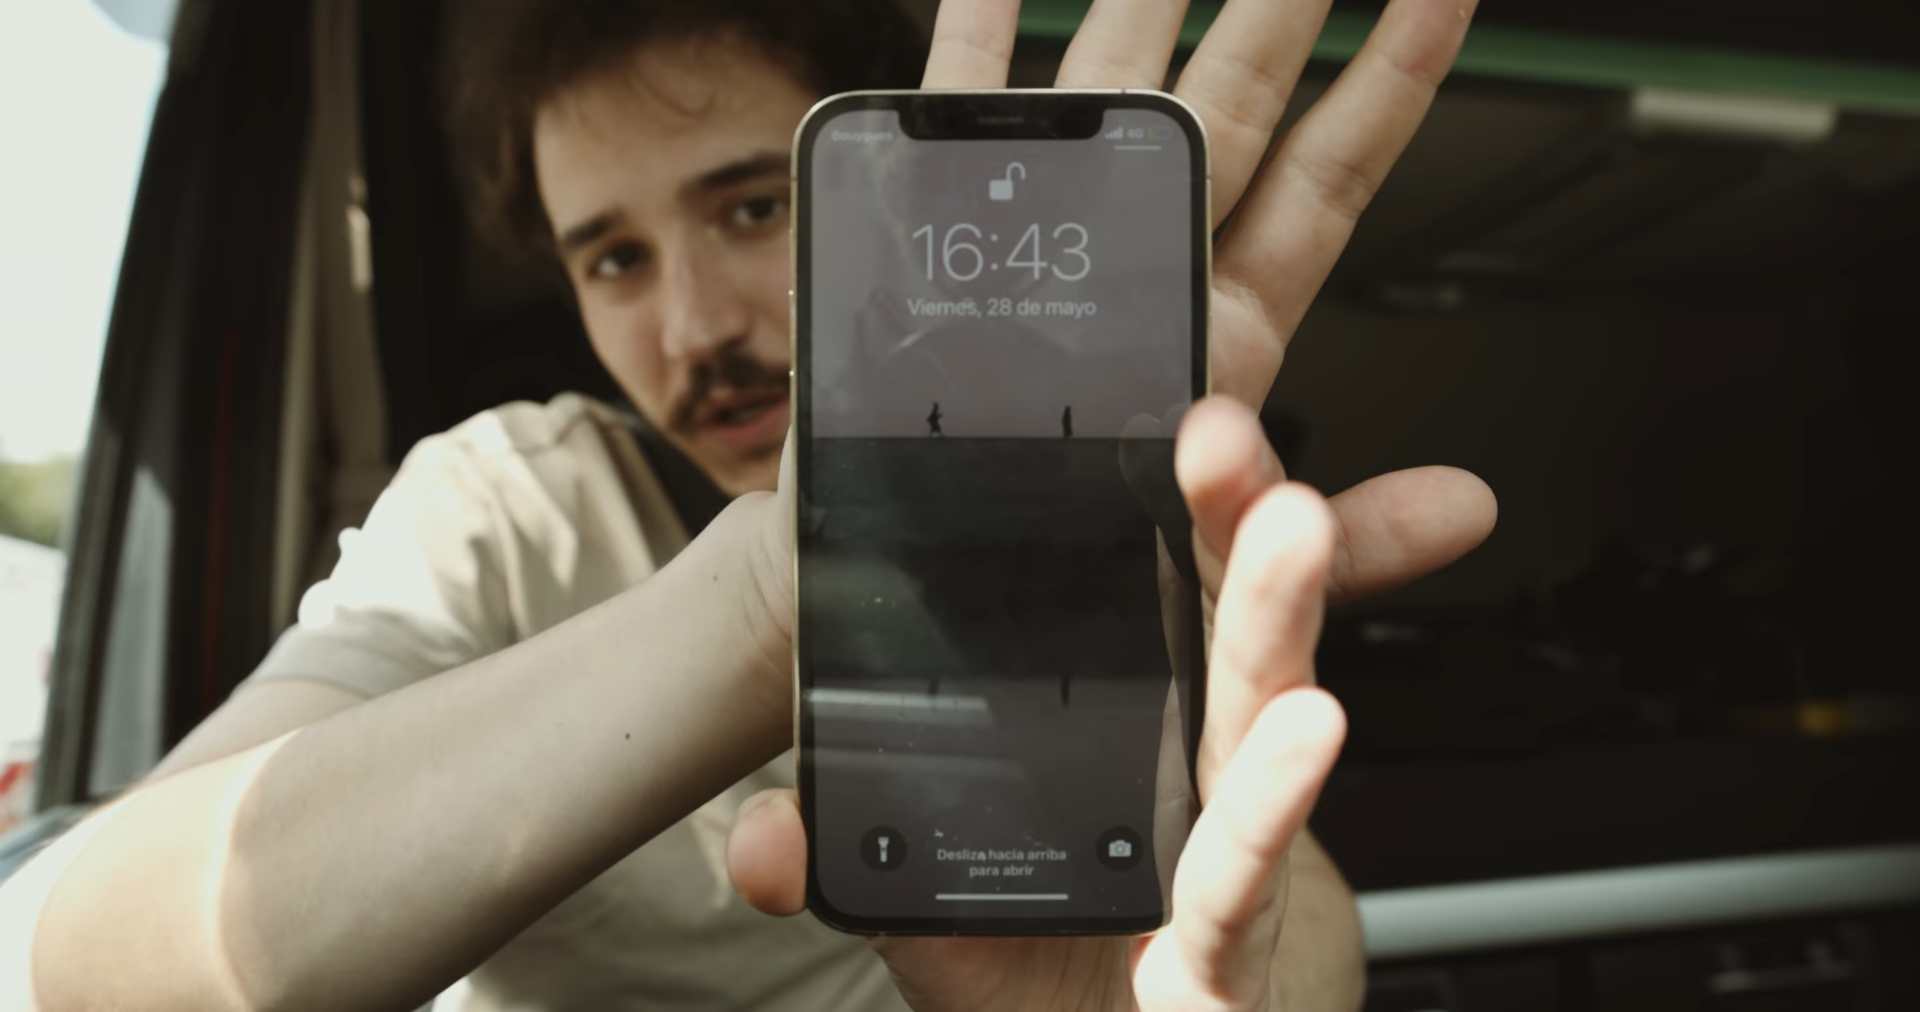 Bouygues 4G
16:43
Viernes, 28 de mayo
Desliza hacia arriba
para abrir